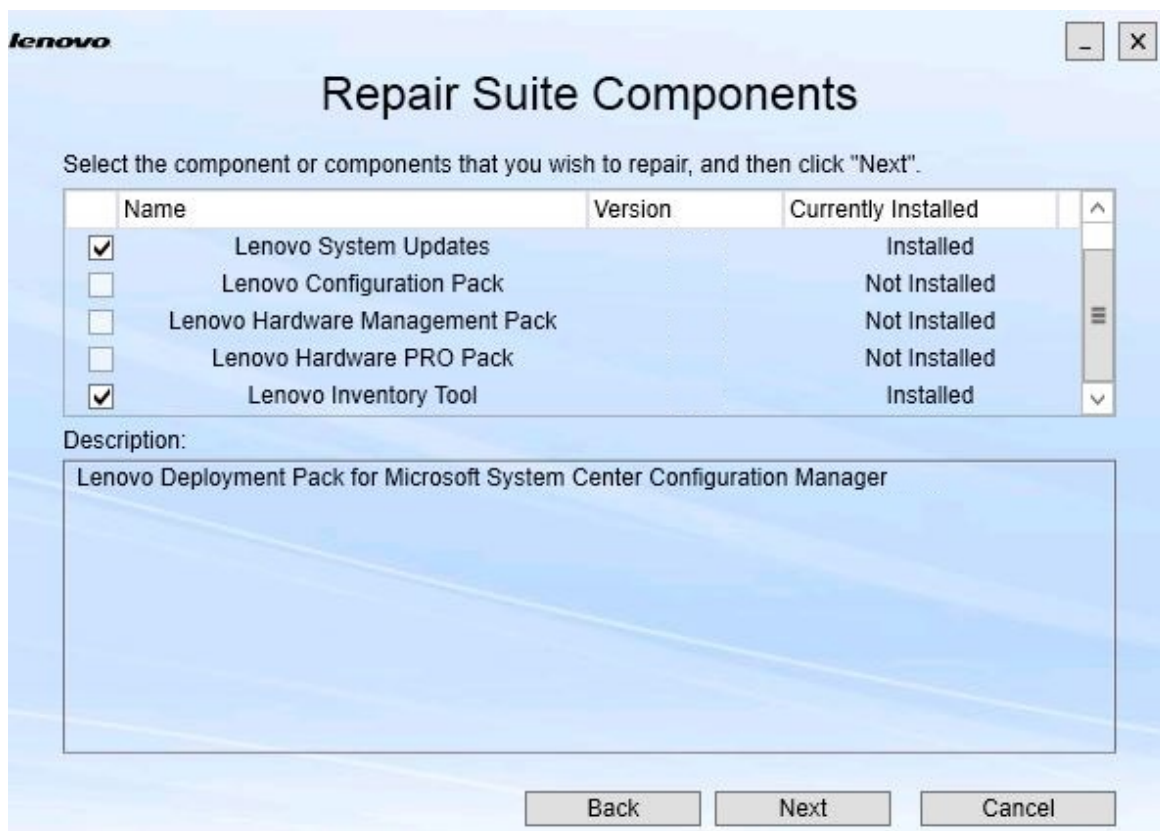 lenovo
Repair Suite Components
Select the component or components that you wish to repair, and then click "Next".
Name Version Currently Installed
Lenovo System Updates Installed
Lenovo Configuration Pack Not Installed
Lenovo Hardware Management Pack Not Installed
Lenovo Hardware PRO Pack Not Installed
Lenovo Inventory Tool Installed
Description:
Lenovo Deployment Pack for Microsoft System Center Configuration Manager
Back Next Cancel